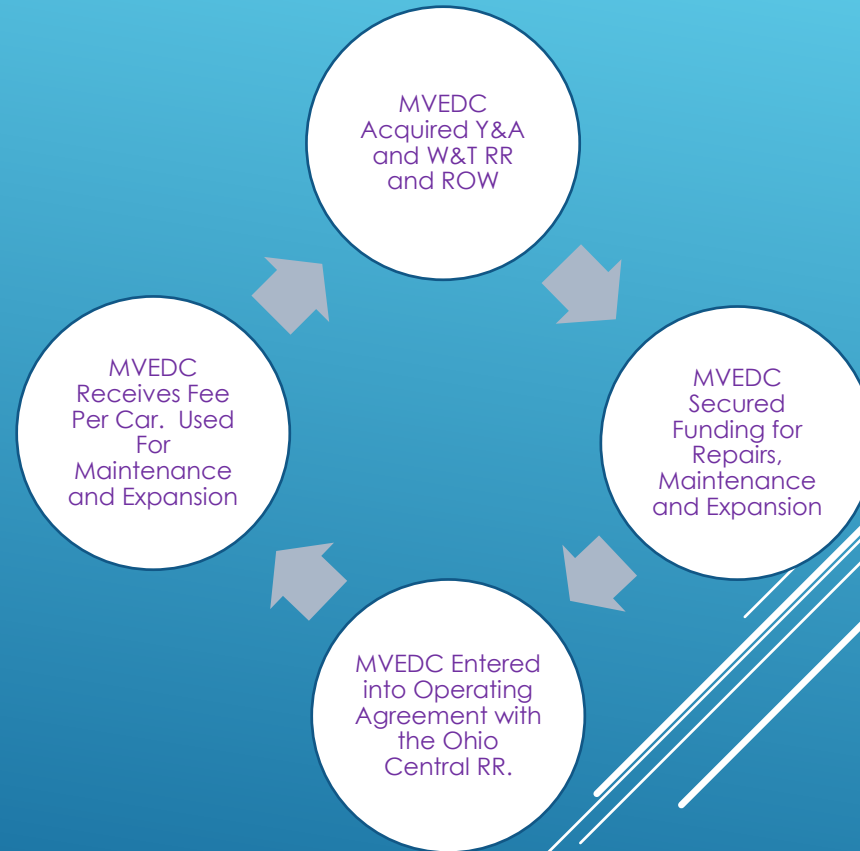 MVEDC
Acquired Y&A
and W&T RR
and ROW
MVEDC
Secured
Funding for
Repairs,
Maintenance
and Expansion
MVEDC Entered
into Operating
Agreement with
the Ohio
Central RR.
MVEDC
Receives Fee
Per Car.  Used
For
Maintenance
and Expansion